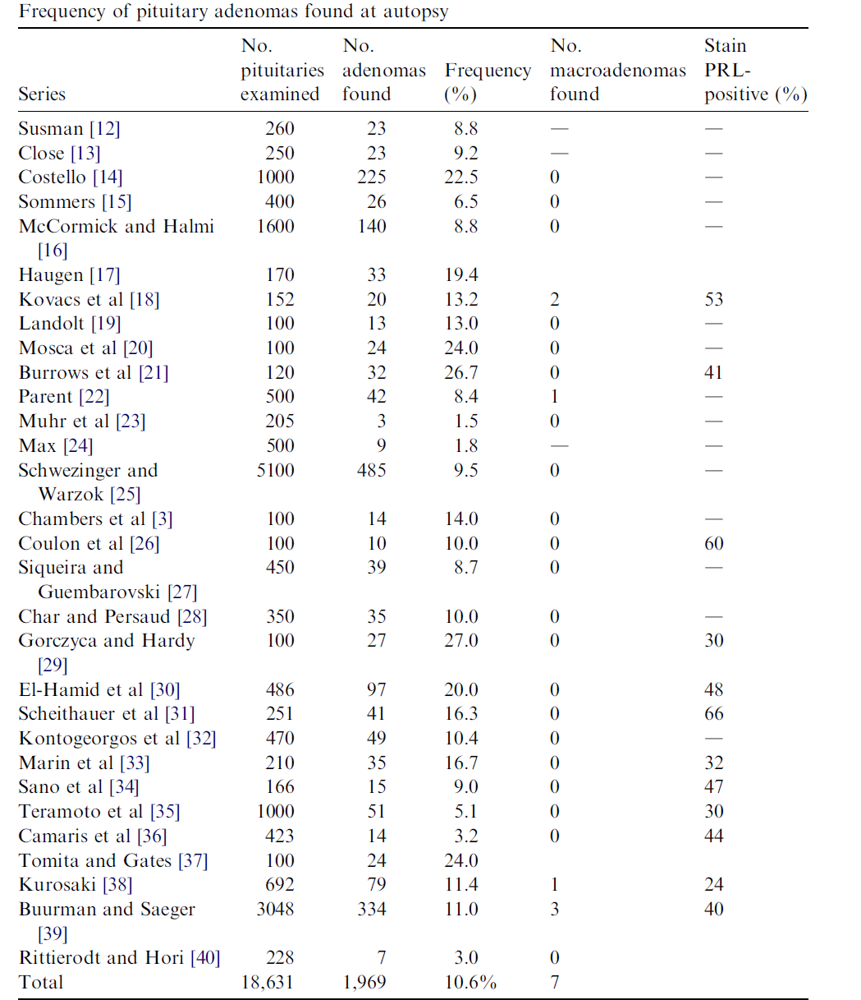 Frequency of pituitary adenomas found at autopsy
No. No. No. Stain
pituitaries adenomas Frequency macroadenomas PRL-
Series examined found (%) found positive (%)
Susman [12] 260 23 8.8 — —
Close [13] 250 23 9.2 — —
Costello [14] 1000 225 22.5 0 —
Sommers [15] 400 26 6.5 0 —
McCormick and Halmi 1600 140 8.8 0 —
[16]
Haugen [17] 170 33 19.4
Kovacs et al [18] 152 20 13.2 2 53
Landolt [19] 100 13 13.0 0 —
Mosca et al [20] 100 24 24.0 0 —
Burrows et al [21] 120 32 26.7 0 41
Parent [22] 500 42 8.4 1 —
Muhr et al [23] 205 3 1.5 0 —
Max [24] 500 9 1.8 — —
Schwezinger and 5100 485 9.5 0 —
Warzok [25]
Chambers et al [3] 100 14 14.0 0 —
Coulon et al [26] 100 10 10.0 0 60
Siqueira and 450 39 8.7 0 —
Guembarovski [27]
Char and Persaud [28] 350 35 10.0 0 —
Gorczyca and Hardy 100 27 27.0 0 30
[29]
El-Hamid et al [30] 486 97 20.0 0 48
Scheithauer et al [31] 251 41 16.3 0 66
Kontogeorgos et al [32] 470 49 10.4 0 —
Marin et al [33] 210 35 16.7 0 32
Sano et al [34] 166 15 9.0 0 47
Teramoto et al [35] 1000 51 5.1 0 30
Camaris et al [36] 423 14 3.2 0 44
Tomita and Gates [37] 100 24 24.0
Kurosaki [38] 692 79 11.4 1 24
Buurman and Saeger 3048 334 11.0 3 40
[39]
Rittierodt and Hori [40] 228 7 3.0 0
Total 18,631 1,969 10.6% 7